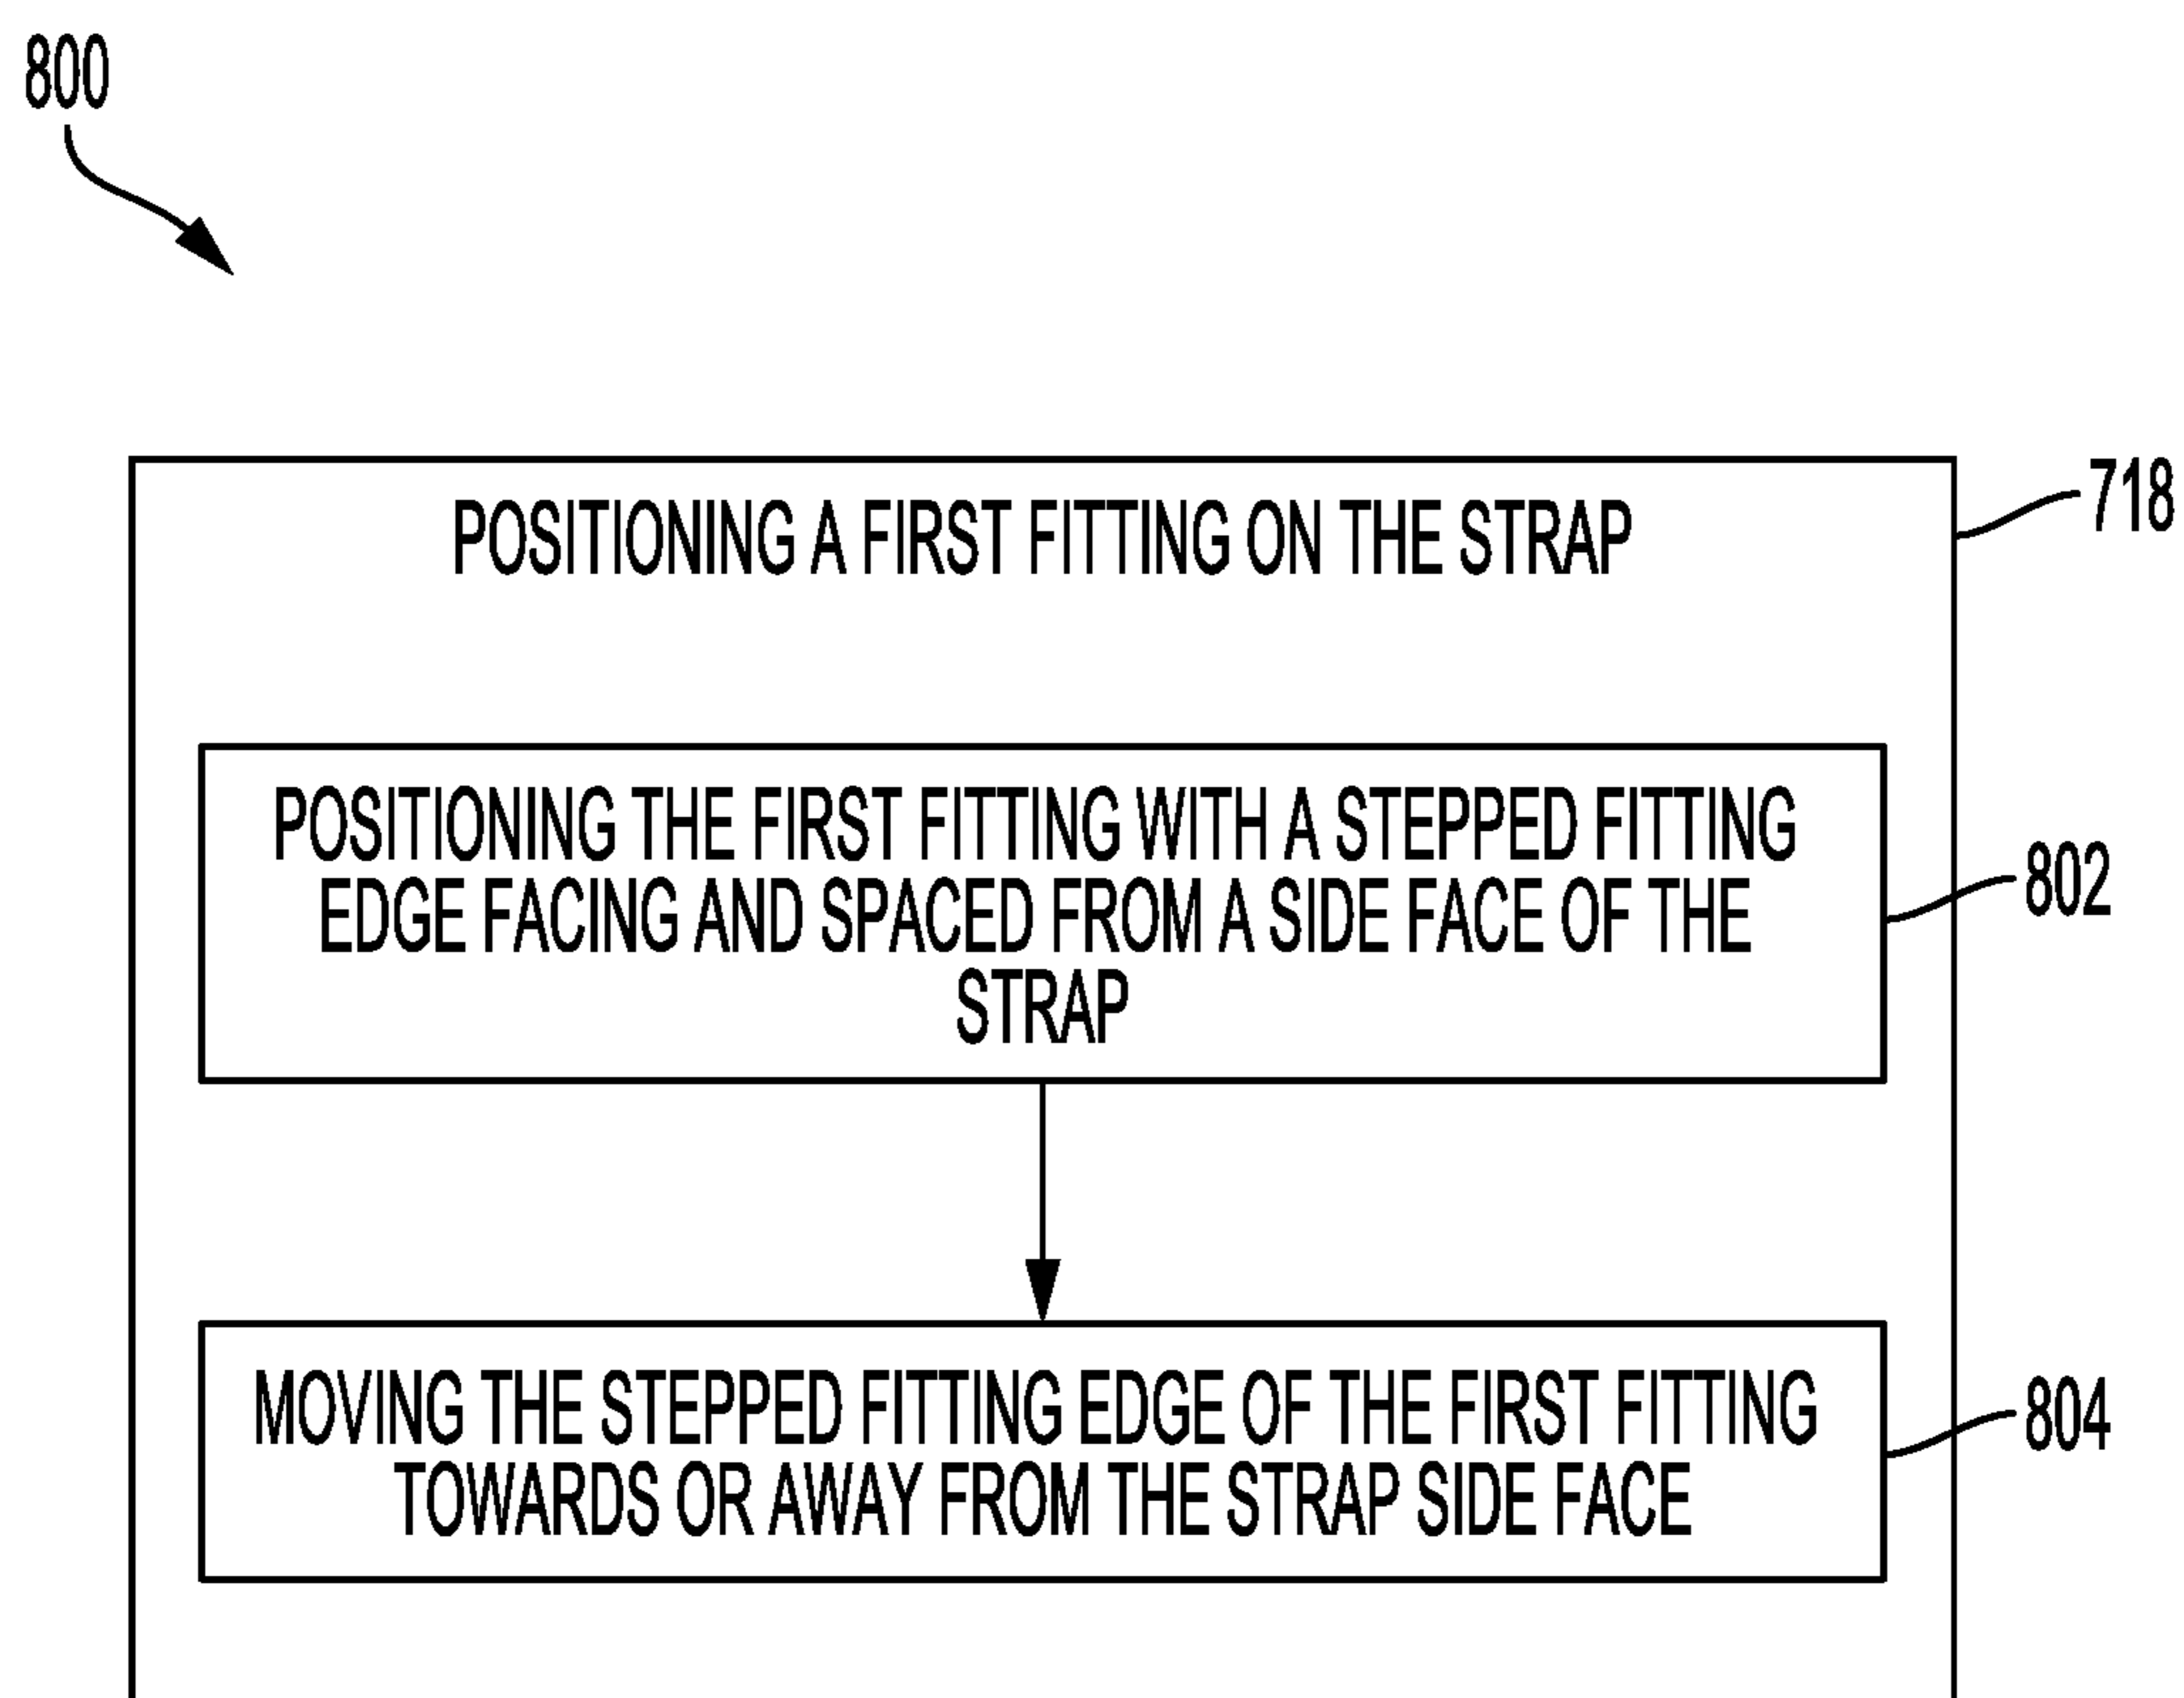 800
718
POSITIONING A FIRST FITTING ON THE STRAP
POSITIONING THE FIRST FITTING WITH A STEPPED FITTING
EDGE FACING AND SPACED FROM A SIDE FACE OF THE
STRAP
802
MOVING THE STEPPED FITTING EDGE OF THE FIRST FITTING
TOWARDS OR AWAY FROM THE STRAP SIDE FACE
804